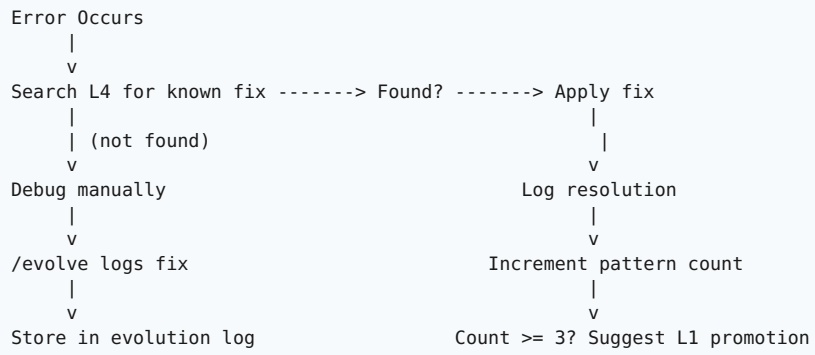 Error Occurs
|
v
Search L4 for known fix -------> Found? -------> Apply fix
|                                                |
| (not found)                                     |
v                                                v
Debug manually                                Log resolution
|                                                |
v                                                v
/evolve logs fix                           Increment pattern count
|                                                |
v                                                v
Store in evolution log                  Count >= 3? Suggest L1 promotion